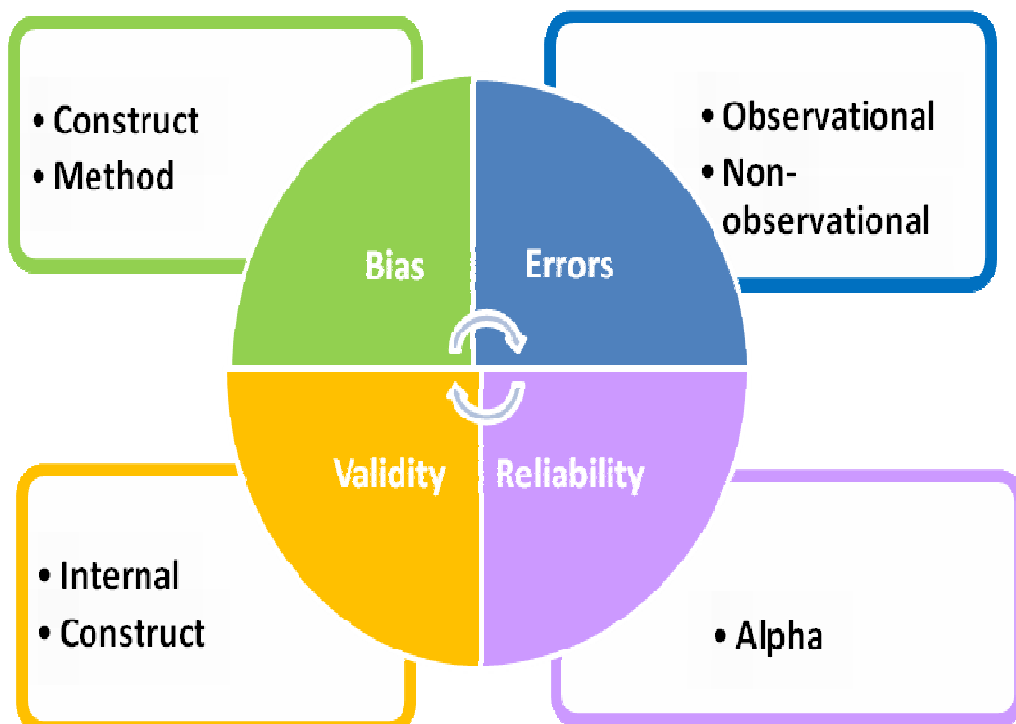 • Construct
• Method
• Observational
• Non-
observational
Bias
Errors
Validity
Reliability
• Internal
• Construct
• Alpha